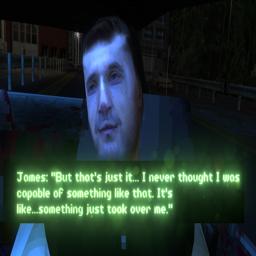 James: "But that's just it... I never thought I was
capable of something like that. It's
like...something just took over me."